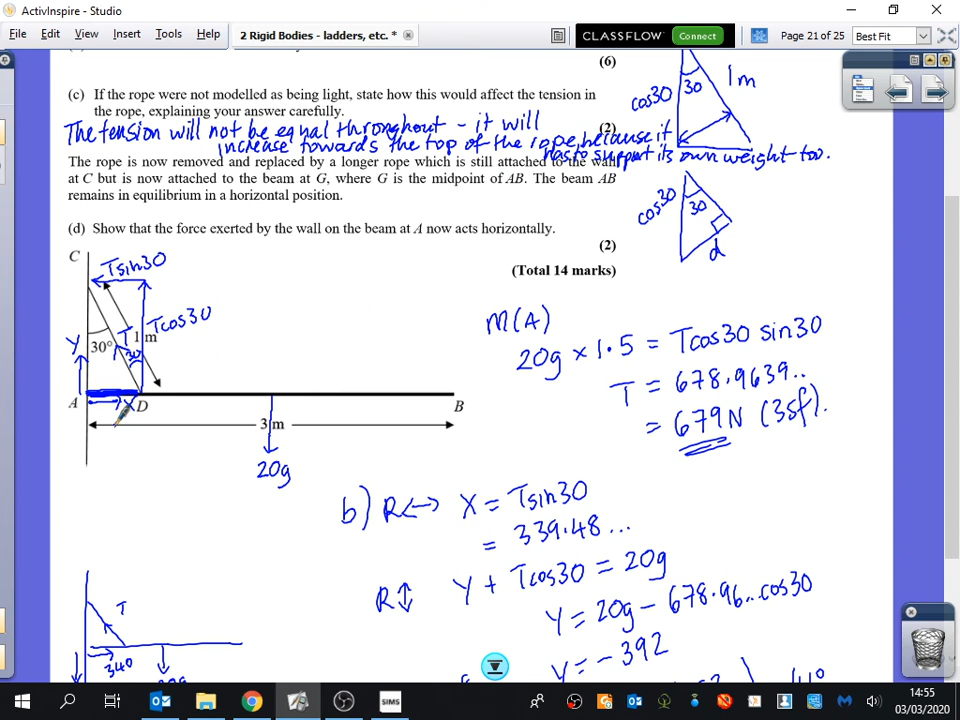 ActivInspire - Studio
File Edit View Insert Tools Help
2 Rigid Bodies - ladders, etc. *
CLASSFLOW Connect
Page 21 of 25
Best Fit
(6)
(c) If the rope were not modelled as being light, state how this would affect the tension in
the rope, explaining your answer carefully.
(2)
The tension will not be equal throughout - it will
increase towards the top of the rope, because it
has to support its own weight too.
The rope is now removed and replaced by a longer rope which is still attached to the wall
at C but is now attached to the beam at G, where G is the midpoint of AB. The beam AB
remains in equilibrium in a horizontal position.
(d) Show that the force exerted by the wall on the beam at A now acts horizontally.
(2)
(Total 14 marks)
cos30
30
1m
cos30
30
d
C
Tsin30
Tcos30
T
1 m
30°
30
Y
A
X
D
B
3 m
20g
M(A)
20g × 1.5 = Tcos30 sin30
T = 678.9639..
= 679N (3sf).
b) R↔ X = Tsin30
= 339.48...
R↕ Y + Tcos30 = 20g
Y = 20g - 678.96..cos30
Y = -392
T
340
14:55
03/03/2020
SIMS